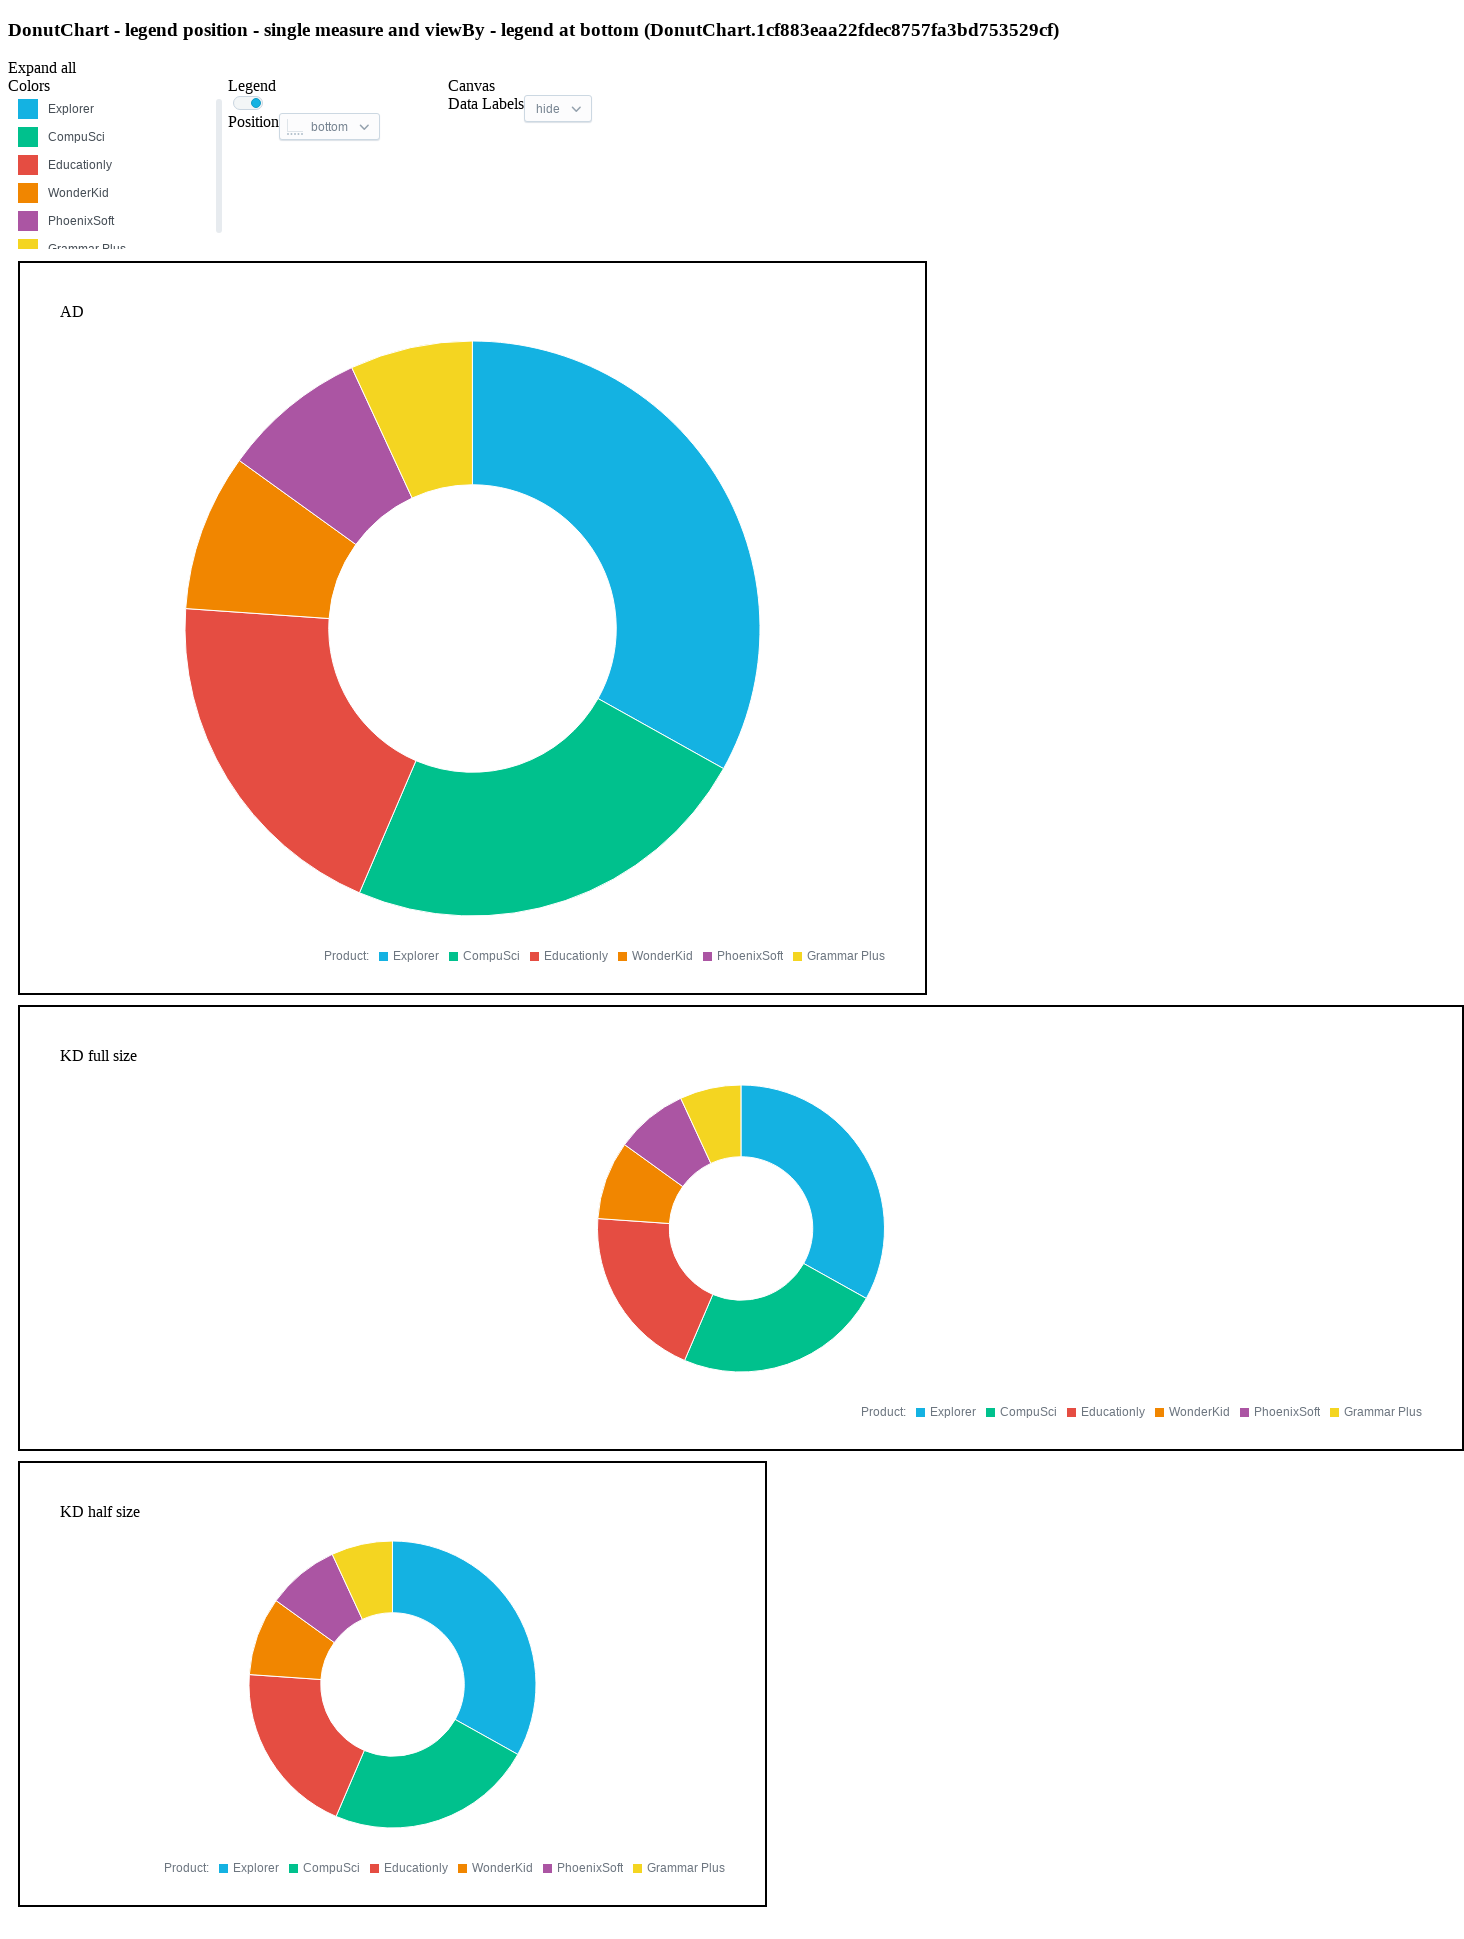 DonutChart - legend position - single measure and viewBy - legend at bottom (DonutChart.1cf883eaa22fdec8757fa3bd753529cf)
Expand all
Colors
Explorer
CompuSci
Educationly
WonderKid
PhoenixSoft
Grammar Plus
Legend
Position bottom
Canvas
Data Labels hide
AD
Product: Explorer CompuSci Educationly WonderKid PhoenixSoft Grammar Plus
KD full size
Product: Explorer CompuSci Educationly WonderKid PhoenixSoft Grammar Plus
KD half size
Product: Explorer CompuSci Educationly WonderKid PhoenixSoft Grammar Plus